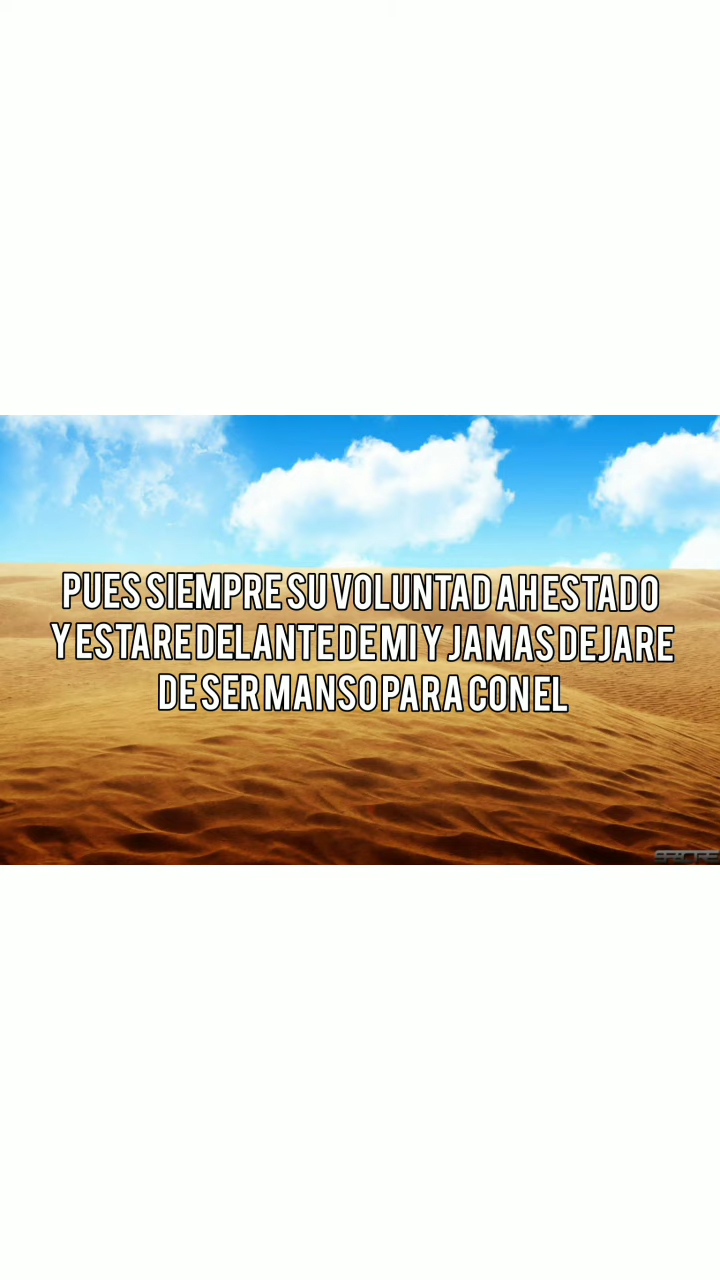 PUES SIEMPRE SU VOLUNTAD AH ESTADO
Y ESTARE DELANTE DE MI Y JAMAS DEJARE
DE SER MANSO PARA CON EL